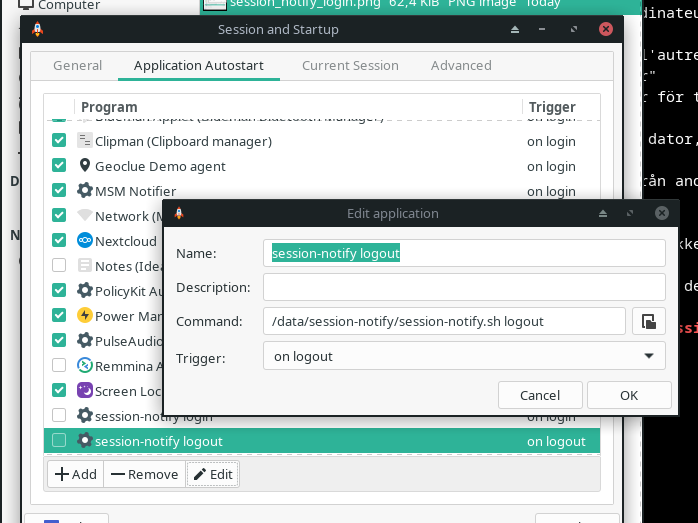 Computer
session_notify_login.png 62,4 KiB PNG image Today
Session and Startup
General Application Autostart Current Session Advanced
Program Trigger
Blueman Applet (Blueman Bluetooth Manager) on login
Clipman (Clipboard manager) on login
Geoclue Demo agent on login
MSM Notifier on login
Network (M
Nextcloud
Notes (Idea
PolicyKit Au
Power Man
PulseAudio
Remmina A
Screen Loc
session-notify login on login
session-notify logout on logout
Add Remove Edit
Edit application
Name: session-notify logout
Description:
Command: /data/session-notify/session-notify.sh logout
Trigger: on logout
Cancel OK
dinateu
l'autre
r"
r för t
dator,
rån and
kke
de
ssi
D
N